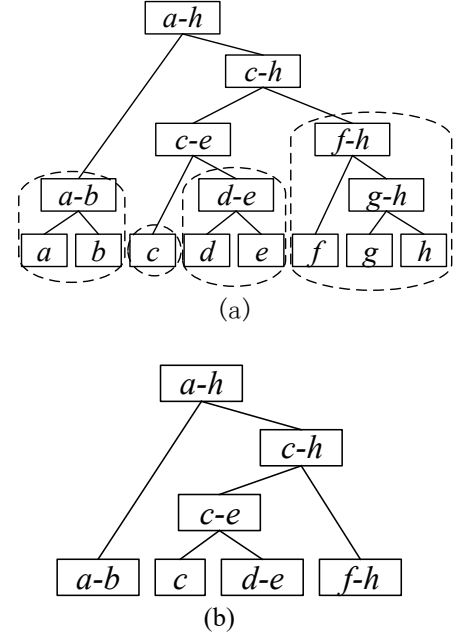 a-h
c-h
c-e f-h
a-b d-e g-h
a b c d e f g h
(a)
a-h
c-h
c-e
a-b c d-e f-h
(b)